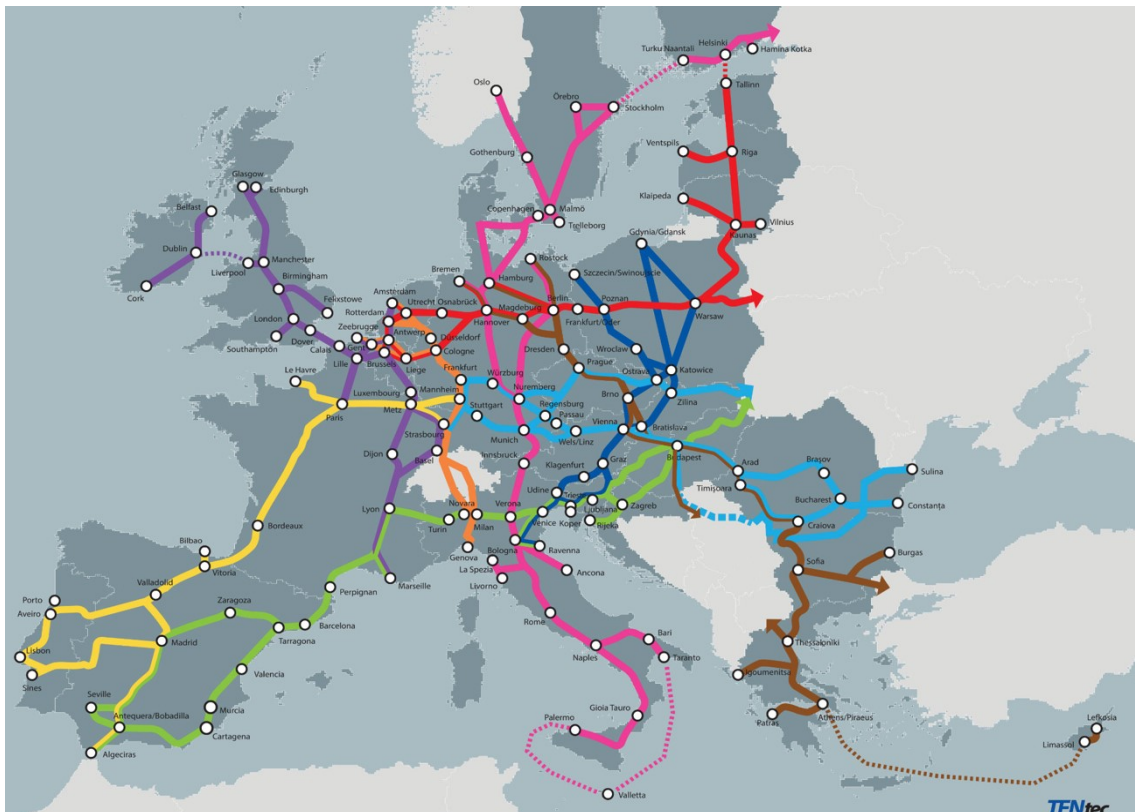 Helsinki
Turku Naantali
Hamina Kotka
Tallinn
Oslo
Örebro
Stockholm
Ventspils
Riga
Gothenburg
Glasgow
Edinburgh
Klaipeda
Belfast
Copenhagen
Malmö
Trelleborg
Vilnius
Kaunas
Gdynia/Gdansk
Dublin
Manchester
Liverpool
Rostock
Szczecin/Swinoujscie
Cork
Birmingham
Bremen
Hamburg
Felixstowe
Amsterdam
Utrecht
Osnabrück
Magdeburg
Berlin
Poznan
Warsaw
London
Rotterdam
Zeebrugge
Hannover
Frankfurt/Oder
Southampton
Dover
Calais
Gent
Antwerp
Düsseldorf
Cologne
Dresden
Wroclaw
Lille
Brussels
Liege
Prague
Le Havre
Frankfurt
Würzburg
Ostrava
Katowice
Luxembourg
Mannheim
Nuremberg
Brno
Zilina
Paris
Metz
Stuttgart
Regensburg
Passau
Strasbourg
Munich
Wels/Linz
Vienna
Bratislava
Dijon
Basel
Innsbruck
Budapest
Klagenfurt
Graz
Arad
Braşov
Sulina
Timişoara
Udine
Trieste
Ljubljana
Zagreb
Bucharest
Constanţa
Lyon
Novara
Verona
Turin
Milan
Venice
Koper
Rijeka
Craiova
Bordeaux
Genova
Bologna
Ravenna
Bilbao
La Spezia
Ancona
Sofia
Burgas
Vitoria
Marseille
Livorno
Valladolid
Perpignan
Porto
Aveiro
Zaragoza
Barcelona
Rome
Madrid
Tarragona
Bari
Thessaloniki
Lisbon
Naples
Taranto
Valencia
Igoumenitsa
Sines
Seville
Murcia
Gioia Tauro
Patras
Athens/Piraeus
Antequera/Bobadilla
Palermo
Lefkosia
Cartagena
Limassol
Algeciras
Valletta
TENtec